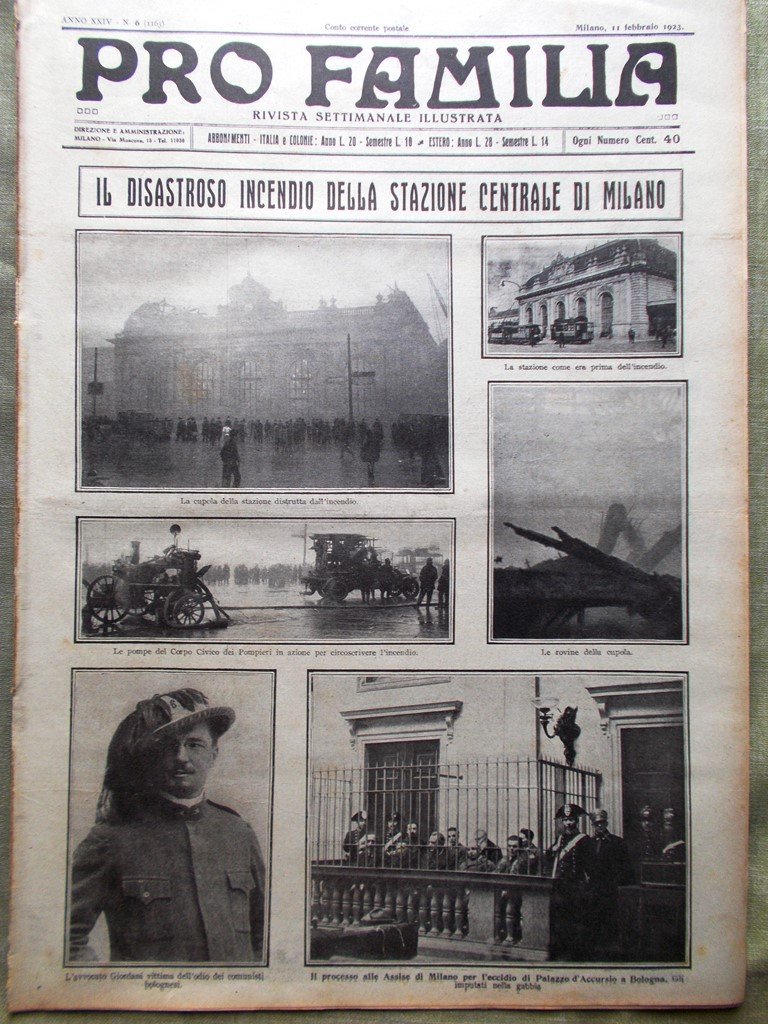 ANNO XXIV - N. 6 (1163)
Conto corrente postale
Milano, 11 febbraio 1923.
PRO FAMILIA
RIVISTA SETTIMANALE ILLUSTRATA
DIREZIONE E AMMINISTRAZIONE:
MILANO - Via Moscova, 13 - Tel. 11036
ABBONAMENTI - ITALIA e COLONIE: Anno L. 20 - Semestre L. 10 - ESTERO: Anno L. 28 - Semestre L. 14
Ogni Numero Cent. 40
IL DISASTROSO INCENDIO DELLA STAZIONE CENTRALE DI MILANO
La stazione come era prima dell'incendio.
La cupola della stazione distrutta dall'incendio.
Le pompe del Corpo Civico dei Pompieri in azione per circoscrivere l'incendio.
Le rovine della cupola.
L'avvocato Giordani vittima dell'odio dei comunisti
bolognesi.
Il processo alle Assise di Milano per l'eccidio di Palazzo d'Accursio a Bologna. Gli
imputati nella gabbia